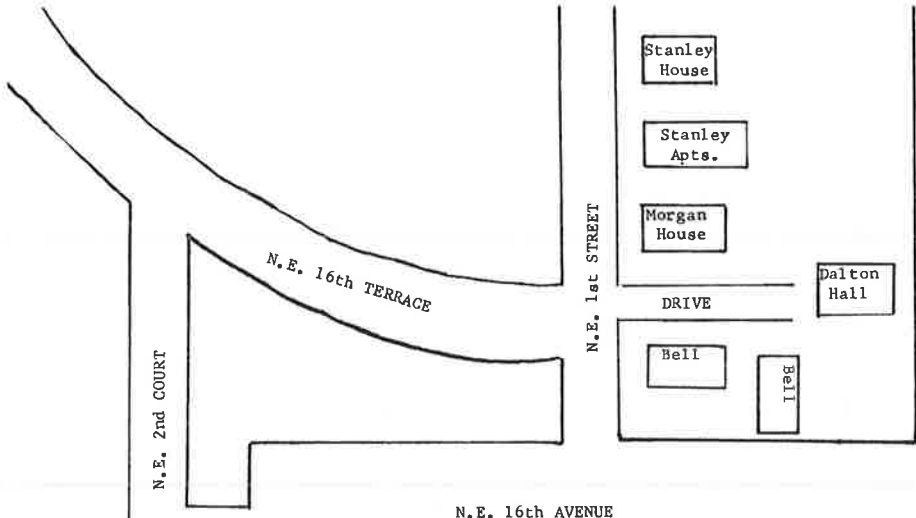 Stanley
House
Stanley
Apts.
Morgan
House
N.E. 1st STREET
N.E. 16th TERRACE
Dalton
Hall
DRIVE
Bell
Bell
N.E. 2nd COURT
N.E. 16th AVENUE